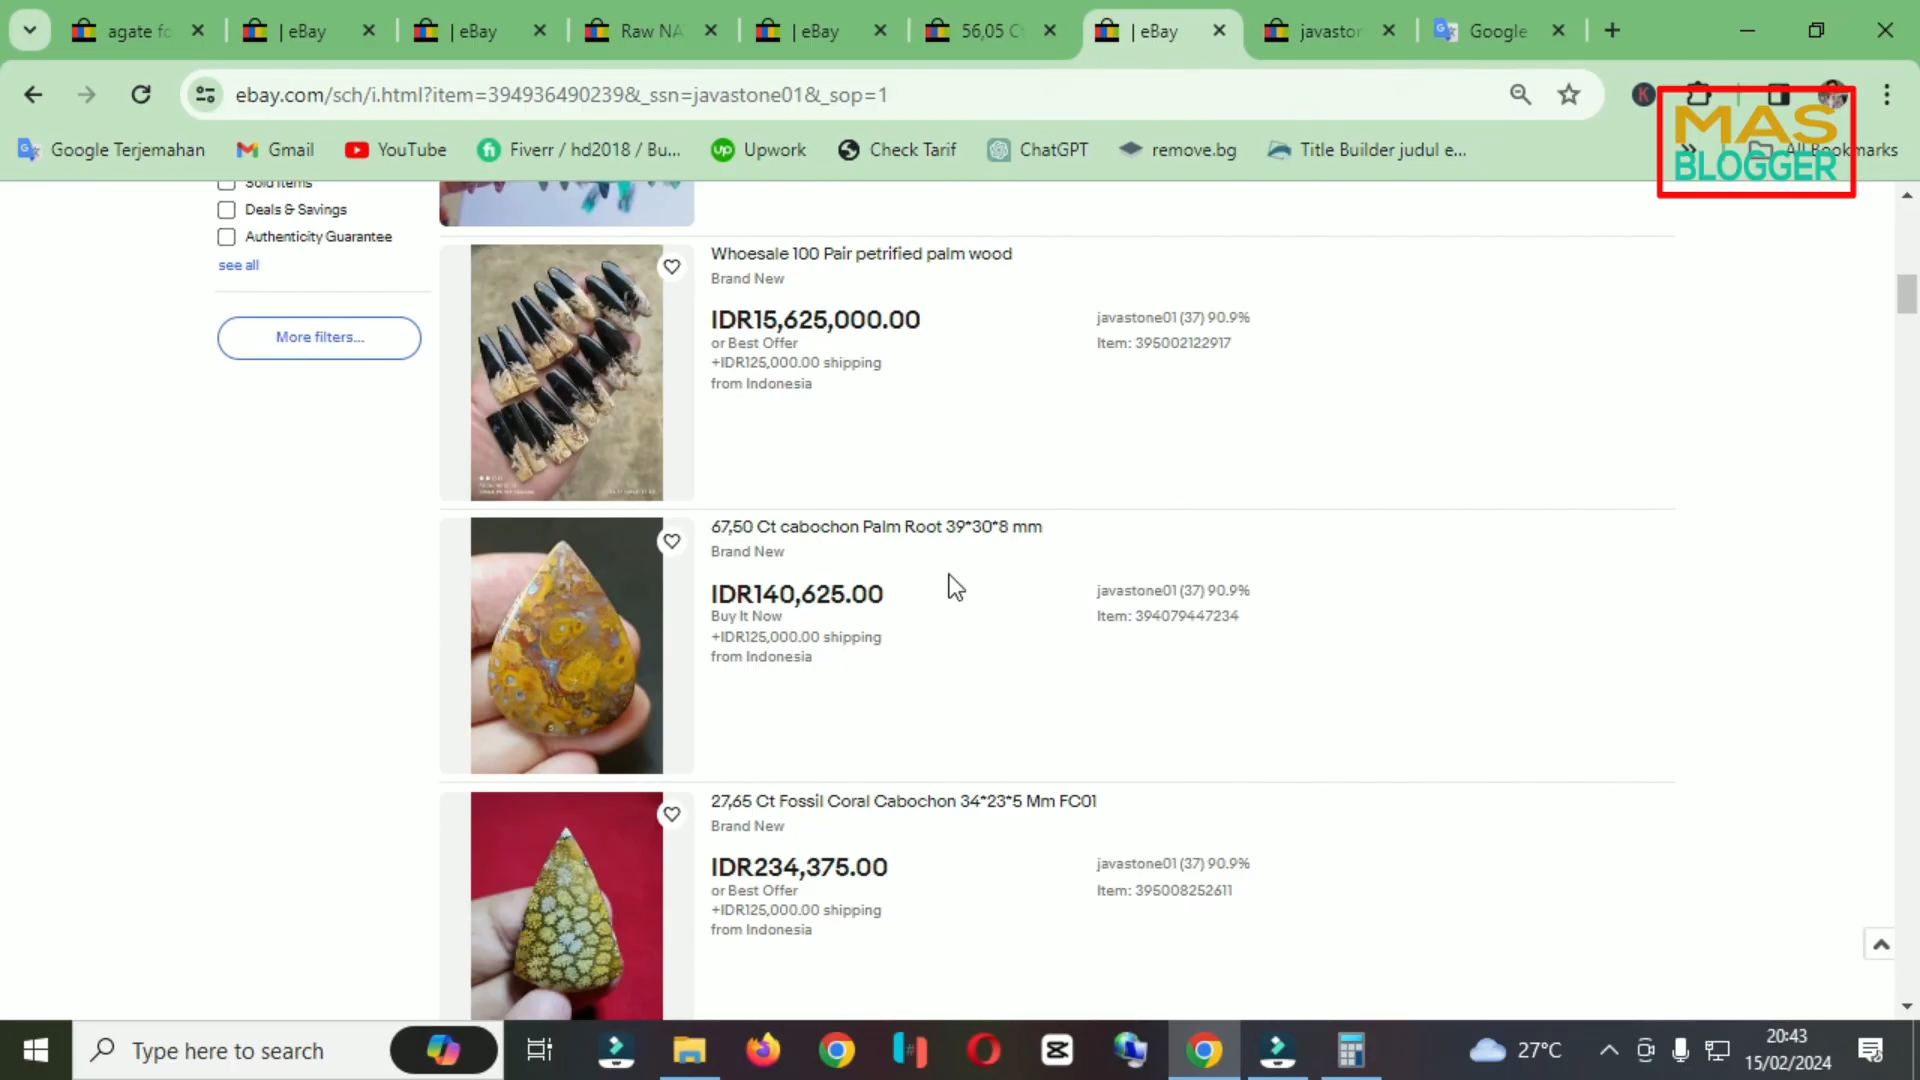 agate fo
| eBay
| eBay
Raw NA
| eBay
56,05 C
| eBay
javastor
Google
ebay.com/sch/i.html?item=394936490239&_ssn=javastone01&_sop=1
K
Google Terjemahan
Gmail
YouTube
Fiverr / hd2018 / Bu...
up Upwork
Check Tarif
ChatGPT
remove.bg
Title Builder judul e...
»
All Bookmarks
MAS
BLOGGER
Sold Items
Deals & Savings
Authenticity Guarantee
see all
More filters...
Whoesale 100 Pair petrified palm wood
Brand New
IDR15,625,000.00
or Best Offer
+IDR125,000.00 shipping
from Indonesia
javastone01 (37) 90.9%
Item: 395002122917
67,50 Ct cabochon Palm Root 39*30*8 mm
Brand New
IDR140,625.00
Buy It Now
+IDR125,000.00 shipping
from Indonesia
javastone01 (37) 90.9%
Item: 394079447234
27,65 Ct Fossil Coral Cabochon 34*23*5 Mm FC01
Brand New
IDR234,375.00
or Best Offer
+IDR125,000.00 shipping
from Indonesia
javastone01 (37) 90.9%
Item: 395008252611
Type here to search
27°C
20:43
15/02/2024